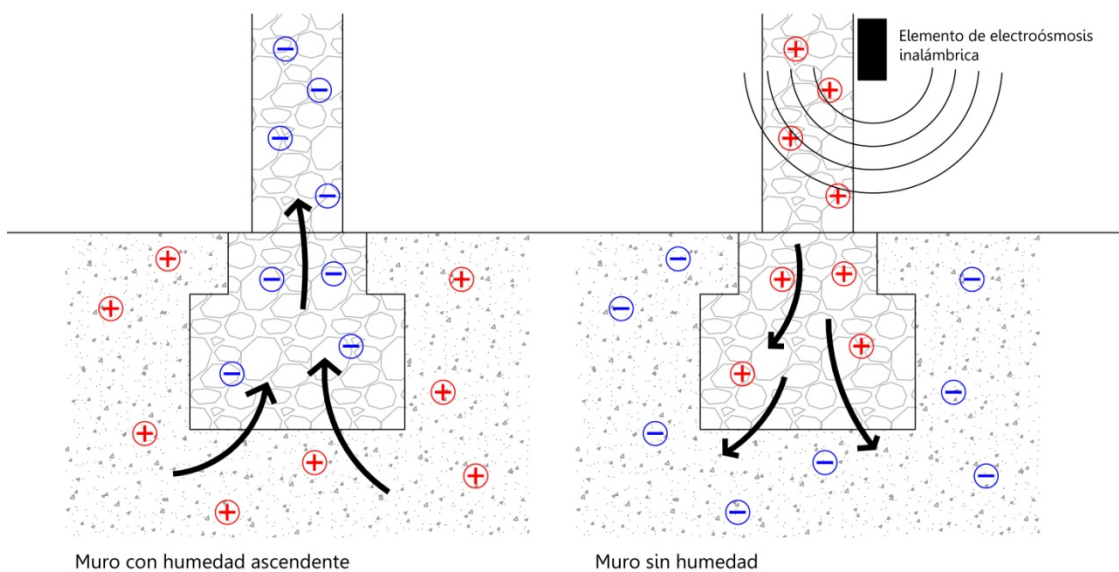 Elemento de electroósmosis
inalámbrica
Muro con humedad ascendente
Muro sin humedad